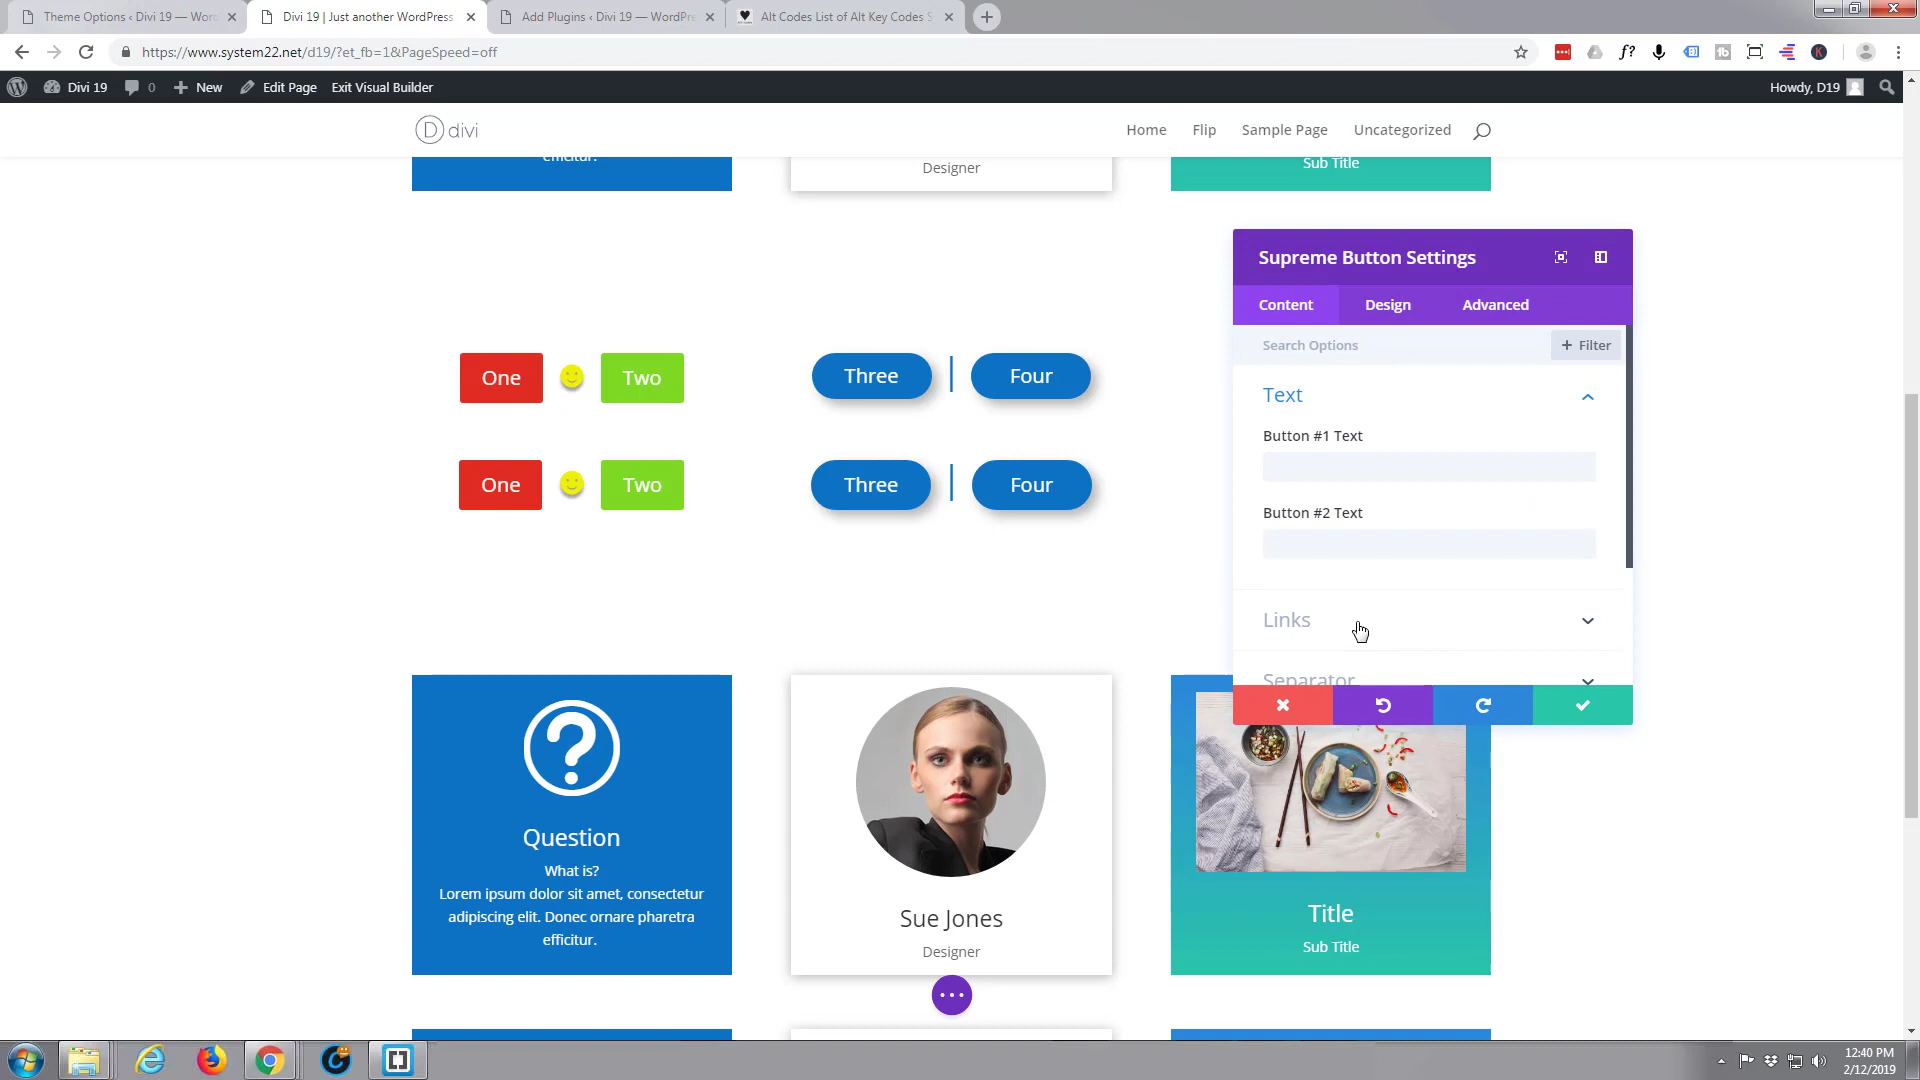 Theme Options ‹ Divi 19 — Wor
Divi 19 | Just another WordPress
Add Plugins ‹ Divi 19 — WordPre
Alt Codes List of Alt Key Codes S
https://www.system22.net/d19/?et_fb=1&PageSpeed=off
Divi 19
0
New
Edit Page
Exit Visual Builder
Howdy, D19
D divi
Home
Flip
Sample Page
Uncategorized
efficitur.
Designer
Sub Title
Supreme Button Settings
Content
Design
Advanced
Search Options
+ Filter
Text
Button #1 Text
Button #2 Text
Links
Separator
One
Two
Three
Four
One
Two
Three
Four
Question
What is?
Lorem ipsum dolor sit amet, consectetur
adipiscing elit. Donec ornare pharetra
efficitur.
Sue Jones
Designer
Title
Sub Title
12:40 PM
2/12/2019